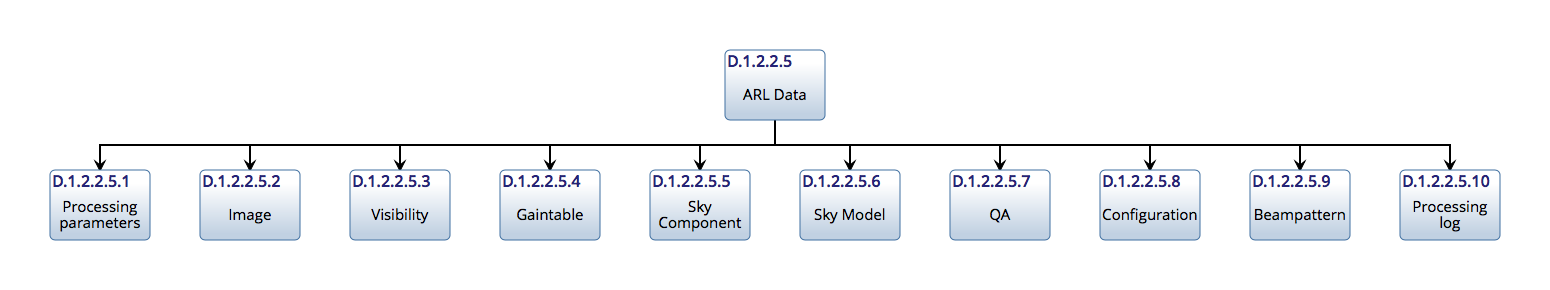 D.1.2.2.5
ARL Data
D.1.2.2.5.1
Processing
parameters
D.1.2.2.5.2
Image
D.1.2.2.5.3
Visibility
D.1.2.2.5.4
Gaintable
D.1.2.2.5.5
Sky
Component
D.1.2.2.5.6
Sky Model
D.1.2.2.5.7
QA
D.1.2.2.5.8
Configuration
D.1.2.2.5.9
Beampattern
D.1.2.2.5.10
Processing
log